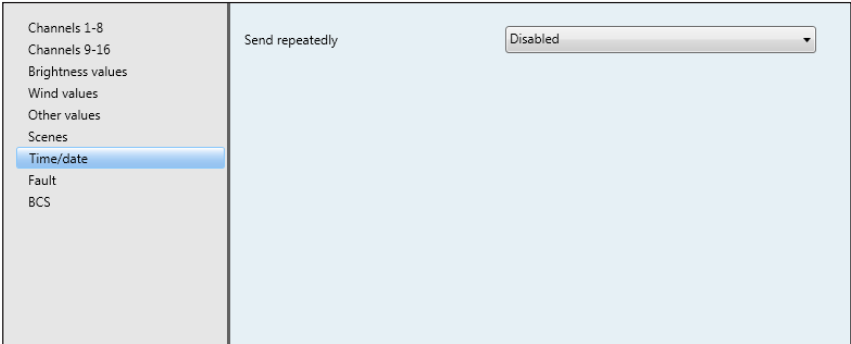 Channels 1-8
Channels 9-16
Brightness values
Wind values
Other values
Scenes
Time/date
Fault
BCS
Send repeatedly
Disabled